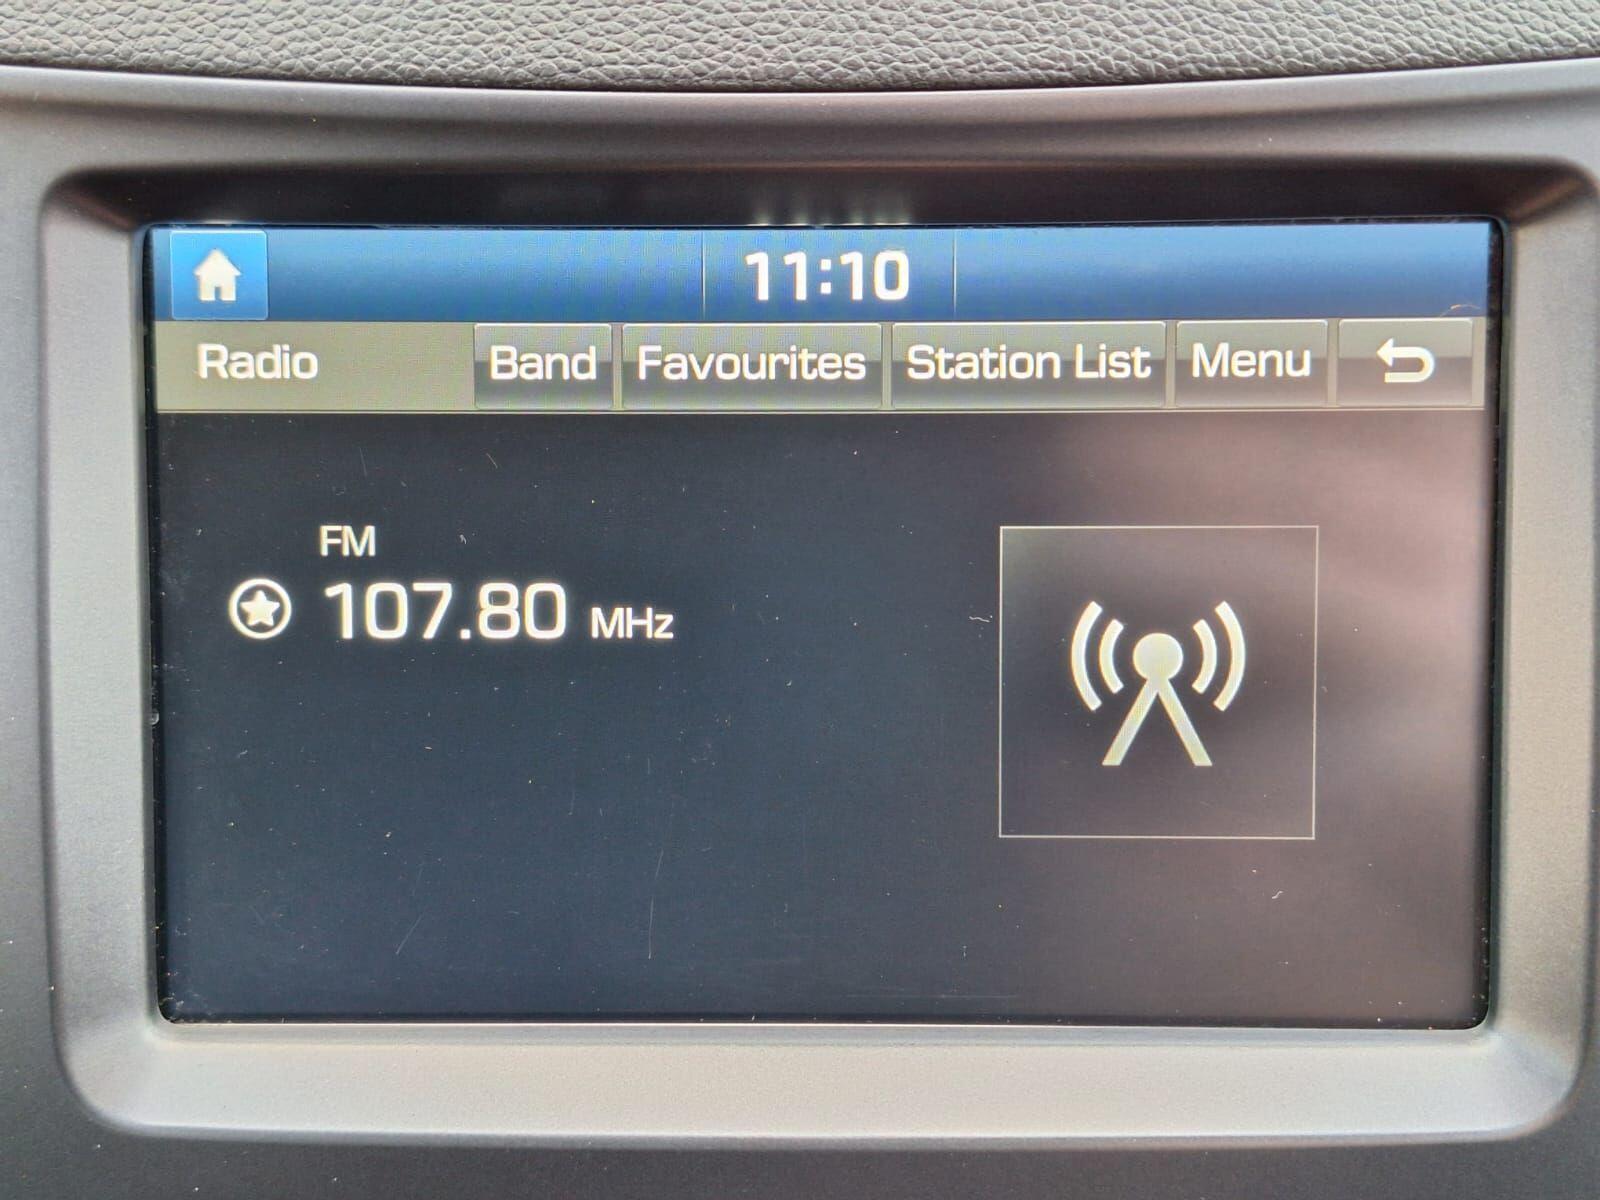 11:10
Radio Band Favourites Station List Menu
FM
107.80 MHz